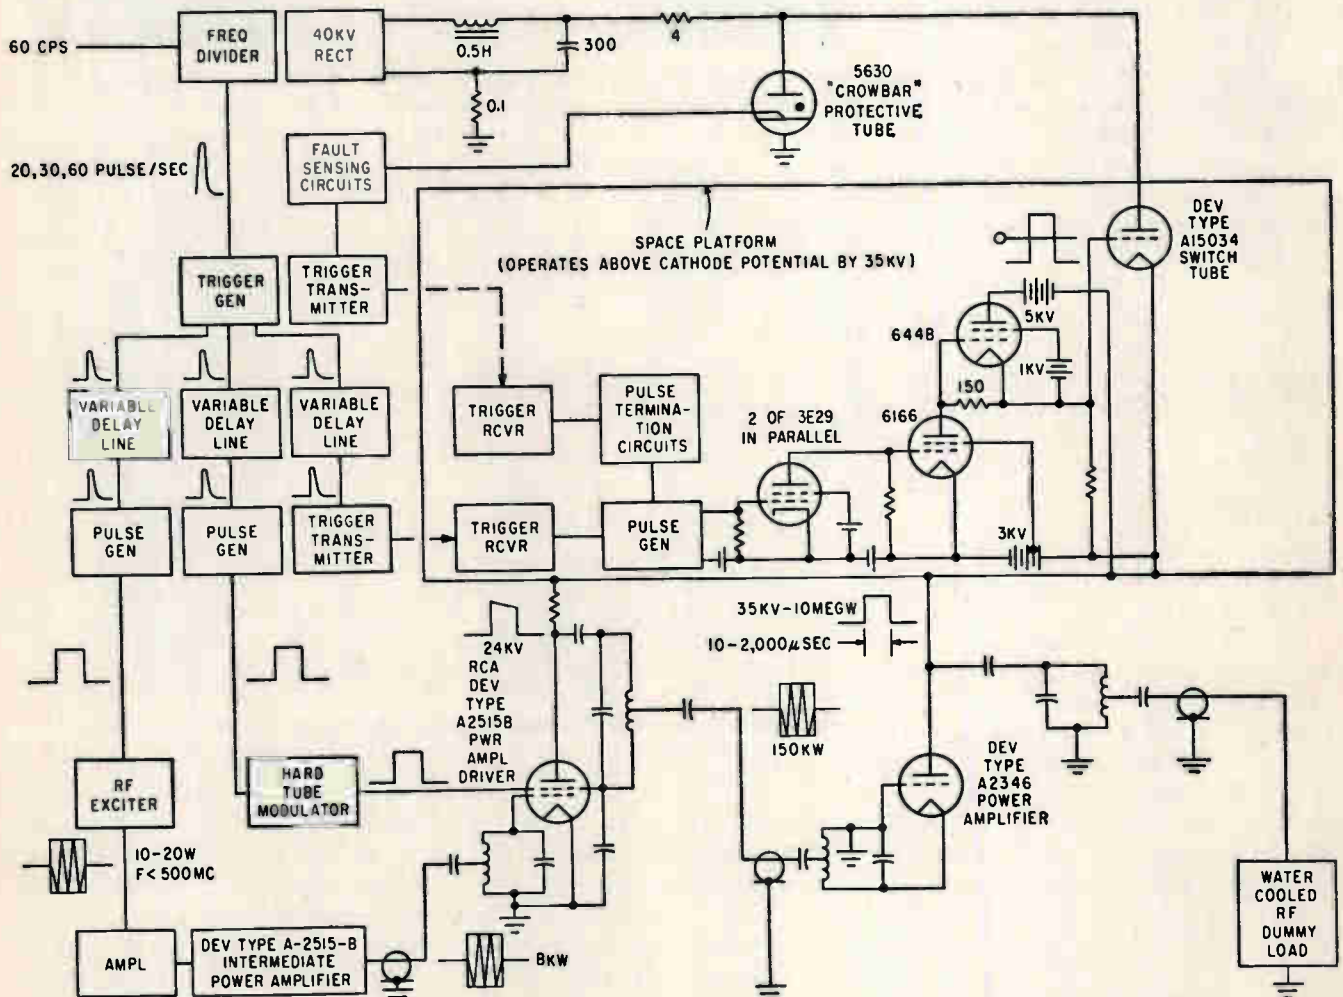 60 CPS
FREQ
DIVIDER
40KV
RECT
0.5H
300
0.1
4
5630
"CROWBAR"
PROTECTIVE
TUBE
20,30,60 PULSE/SEC
FAULT
SENSING
CIRCUITS
TRIGGER
GEN
TRIGGER
TRANS-
MITTER
SPACE PLATFORM
(OPERATES ABOVE CATHODE POTENTIAL BY 35KV)
DEV
TYPE
A15034
SWITCH
TUBE
5KV
6448
1KV
150
6166
3KV
2 OF 3E29
IN PARALLEL
TRIGGER
RCVR
PULSE
TERMINA-
TION
CIRCUITS
VARIABLE
DELAY
LINE
VARIABLE
DELAY
LINE
VARIABLE
DELAY
LINE
PULSE
GEN
PULSE
GEN
TRIGGER
TRANS-
MITTER
TRIGGER
RCVR
PULSE
GEN
24KV
RCA
DEV
TYPE
A2515B
PWR
AMPL
DRIVER
35KV-10MEGW
10-2,000μSEC
150KW
DEV
TYPE
A2346
POWER
AMPLIFIER
RF
EXCITER
HARD
TUBE
MODULATOR
10-20W
F<500MC
AMPL
DEV TYPE A-2515-B
INTERMEDIATE
POWER AMPLIFIER
8KW
WATER
COOLED
RF
DUMMY
LOAD